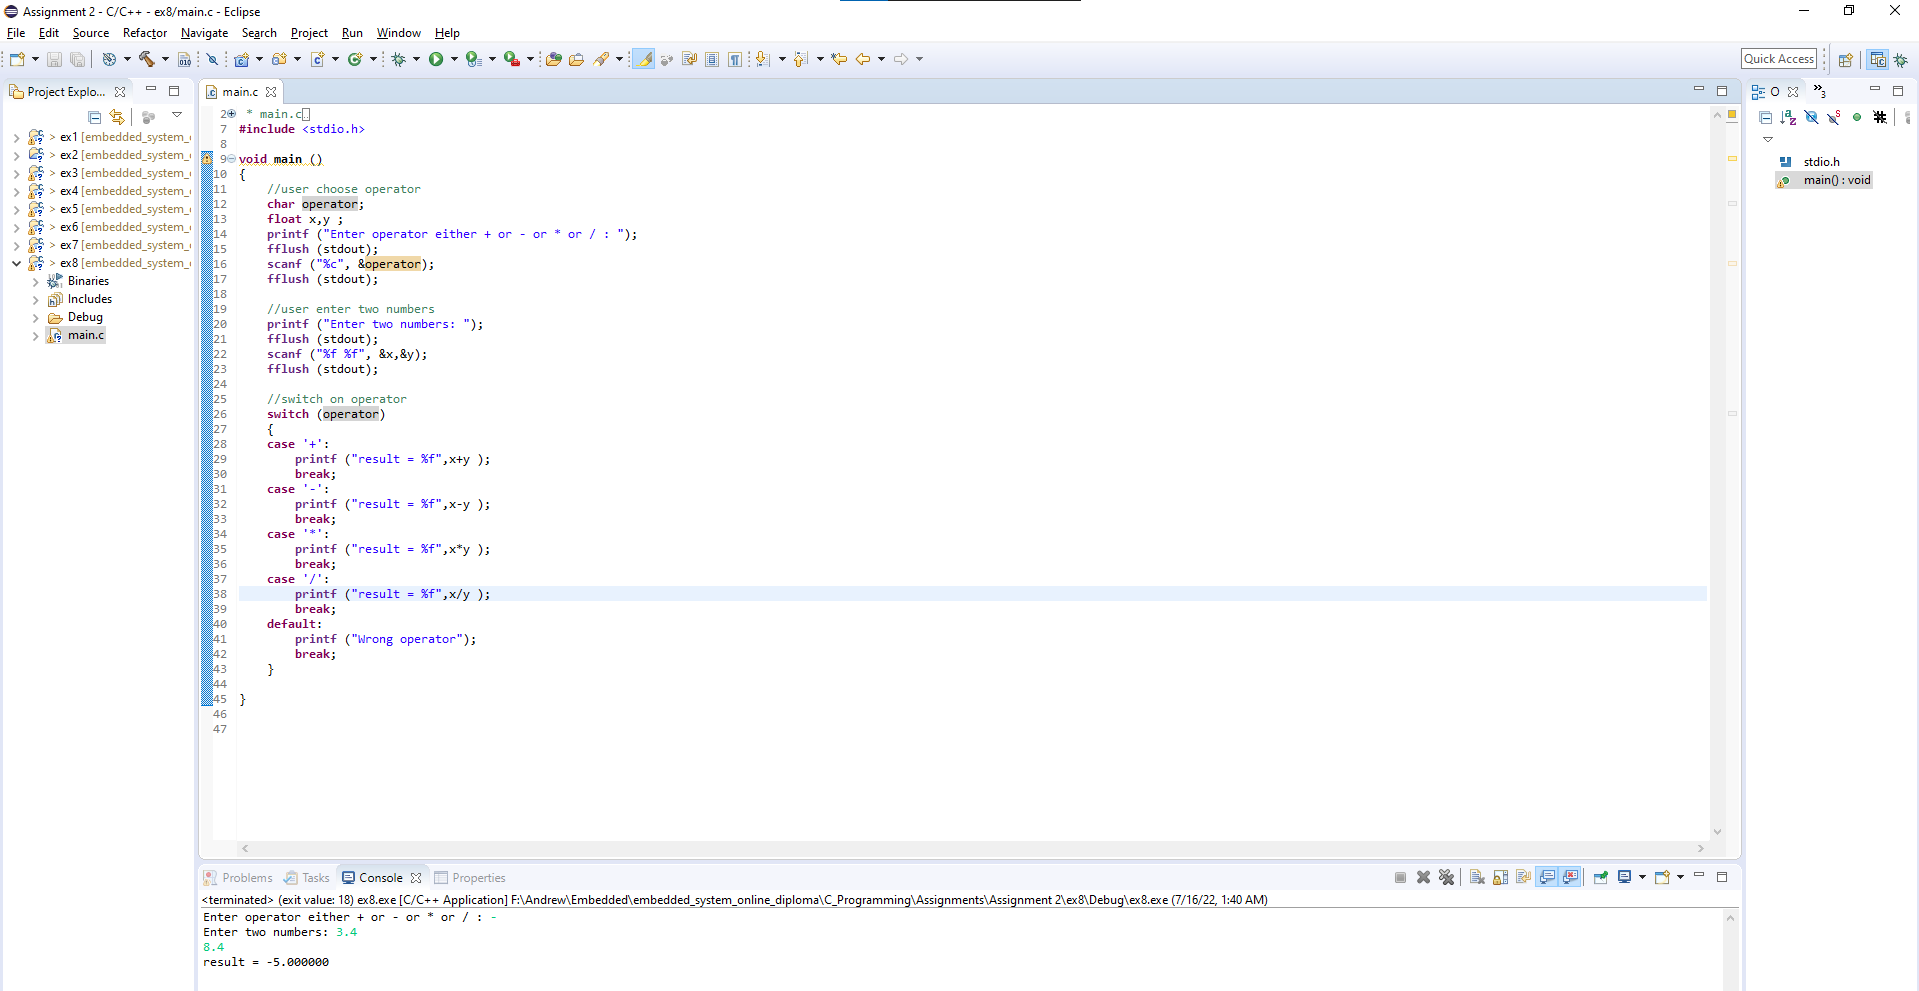 Assignment 2 - C/C++ - ex8/main.c - Eclipse
File Edit Source Refactor Navigate Search Project Run Window Help
Quick Access
Project Explo...
ex1 [embedded_system_
ex2 [embedded_system_
ex3 [embedded_system_
ex4 [embedded_system_
ex5 [embedded_system_
ex6 [embedded_system_
ex7 [embedded_system_
ex8 [embedded_system_
Binaries
Includes
Debug
main.c
main.c
2 * main.c
7 #include <stdio.h>
8
9 void main ()
10 {
11 //user choose operator
12 char operator;
13 float x,y ;
14 printf ("Enter operator either + or - or * or / : ");
15 fflush (stdout);
16 scanf ("%c", &operator);
17 fflush (stdout);
18
19 //user enter two numbers
20 printf ("Enter two numbers: ");
21 fflush (stdout);
22 scanf ("%f %f", &x,&y);
23 fflush (stdout);
24
25 //switch on operator
26 switch (operator)
27 {
28 case '+':
29 printf ("result = %f",x+y );
30 break;
31 case '-':
32 printf ("result = %f",x-y );
33 break;
34 case '*':
35 printf ("result = %f",x*y );
36 break;
37 case '/':
38 printf ("result = %f",x/y );
39 break;
40 default:
41 printf ("Wrong operator");
42 break;
43 }
44
45 }
46
47
O
3
stdio.h
main() : void
Problems Tasks Console Properties
<terminated> (exit value: 18) ex8.exe [C/C++ Application] F:\Andrew\Embedded\embedded_system_online_diploma\C_Programming\Assignments\Assignment 2\ex8\Debug\ex8.exe (7/16/22, 1:40 AM)
Enter operator either + or - or * or / : -
Enter two numbers: 3.4
8.4
result = -5.000000